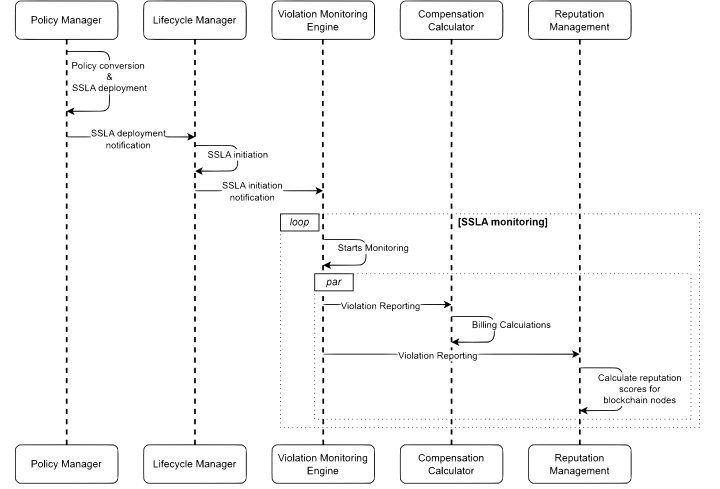 Policy Manager
Lifecycle Manager
Violation Monitoring
Engine
Compensation
Calculator
Reputation
Management
Policy conversion
&
SSLA deployment
SSLA deployment
notification
SSLA initiation
SSLA initiation
notification
loop
[SSLA monitoring]
Starts Monitoring
par
Violation Reporting
Billing Calculations
Violation Reporting
Calculate reputation
scores for
blockchain nodes
Policy Manager
Lifecycle Manager
Violation Monitoring
Engine
Compensation
Calculator
Reputation
Management